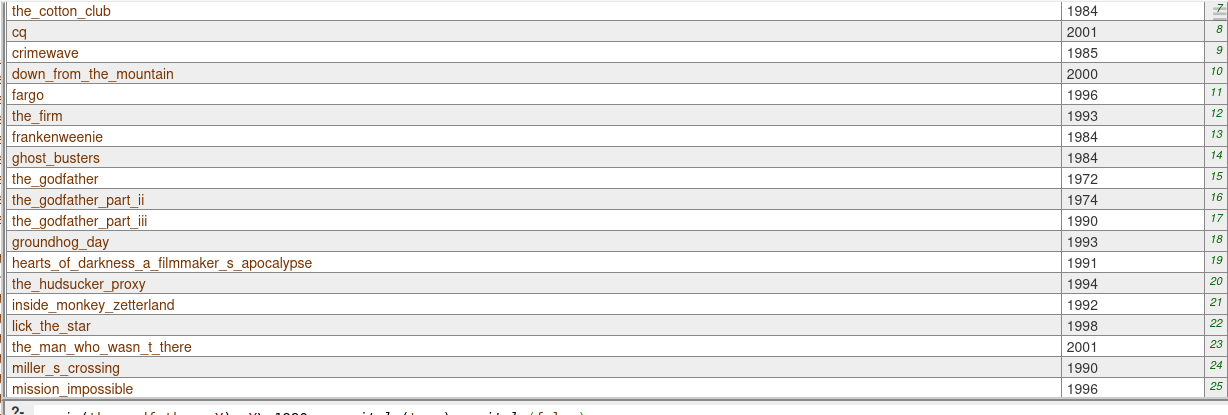 the_cotton_club 1984 7
cq 2001 8
crimewave 1985 9
down_from_the_mountain 2000 10
fargo 1996 11
the_firm 1993 12
frankenweenie 1984 13
ghost_busters 1984 14
the_godfather 1972 15
the_godfather_part_ii 1974 16
the_godfather_part_iii 1990 17
groundhog_day 1993 18
hearts_of_darkness_a_filmmaker_s_apocalypse 1991 19
the_hudsucker_proxy 1994 20
inside_monkey_zetterland 1992 21
lick_the_star 1998 22
the_man_who_wasn_t_there 2001 23
miller_s_crossing 1990 24
mission_impossible 1996 25
?-